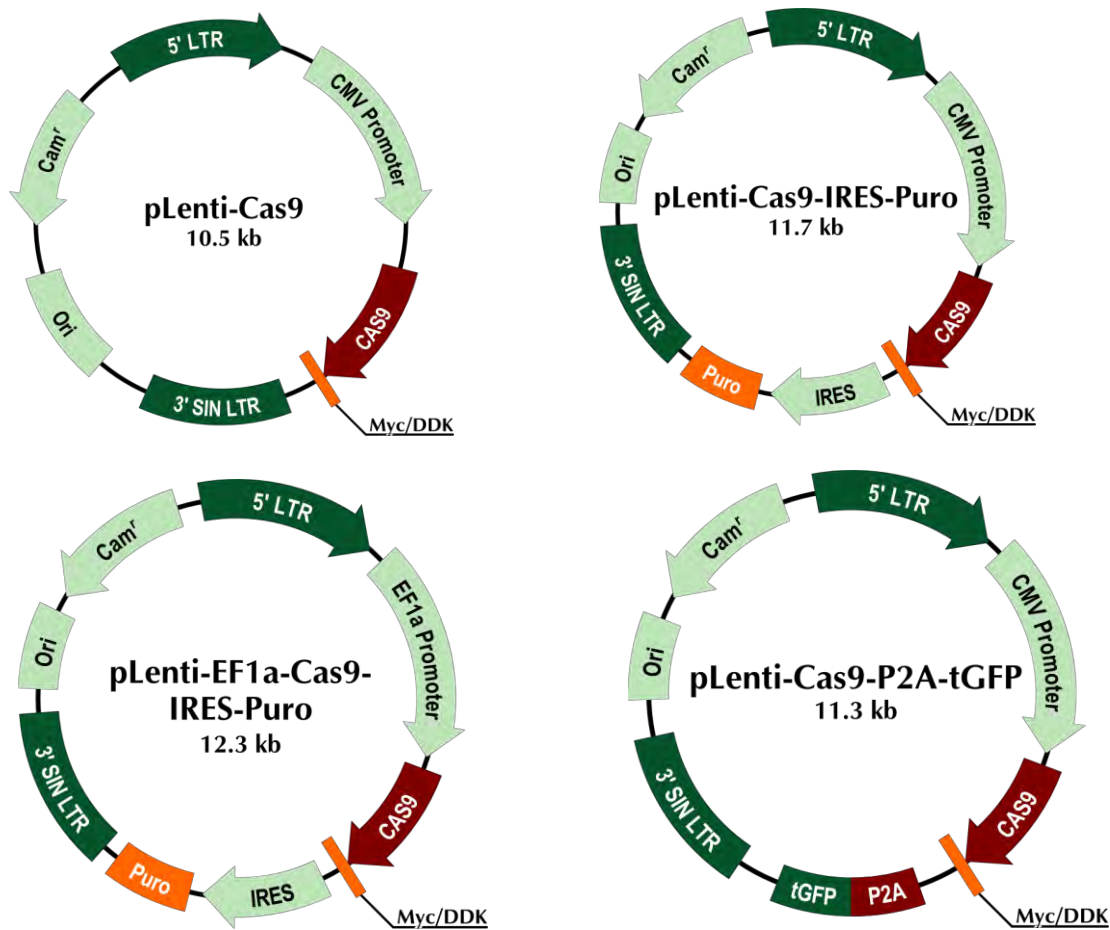 5' LTR
CMV Promoter
Cam^r
pLenti-Cas9
10.5 kb
CAS9
Ori
3' SIN LTR
Myc/DDK
5' LTR
Cam^r
CMV Promoter
Ori
pLenti-Cas9-IRES-Puro
11.7 kb
3' SIN LTR
CAS9
Puro
IRES
Myc/DDK
5' LTR
Cam^r
EF1a Promoter
Ori
pLenti-EF1a-Cas9-
IRES-Puro
12.3 kb
3' SIN LTR
CAS9
Puro
IRES
Myc/DDK
5' LTR
Cam^r
CMV Promoter
Ori
pLenti-Cas9-P2A-tGFP
11.3 kb
3' SIN LTR
CAS9
tGFP
P2A
Myc/DDK